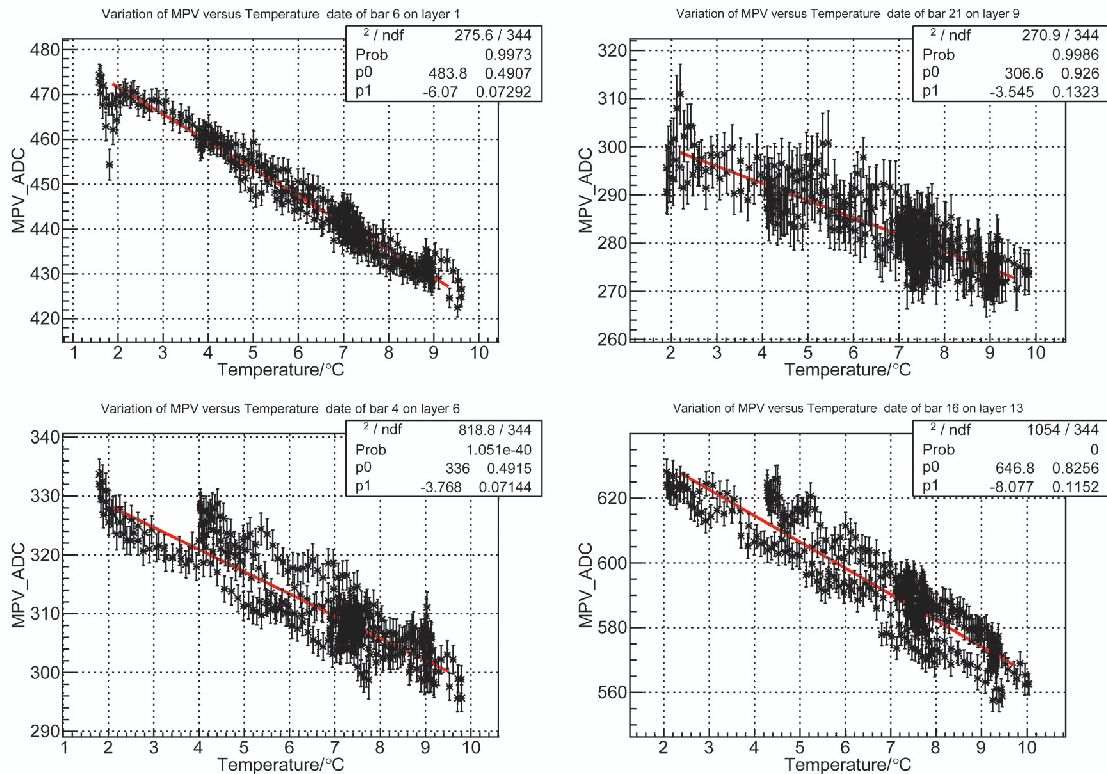 Variation of MPV versus Temperature date of bar 6 on layer 1
2 / ndf 275.6 / 344
Prob 0.9973
p0 483.8 0.4907
p1 -6.07 0.07292
MPV_ADC
480
470
460
450
440
430
420
1 2 3 4 5 6 7 8 9 10
Temperature/°C
Variation of MPV versus Temperature date of bar 21 on layer 9
2 / ndf 270.9 / 344
Prob 0.9986
p0 306.6 0.926
p1 -3.545 0.1323
MPV_ADC
320
310
300
290
280
270
260
2 3 4 5 6 7 8 9 10
Temperature/°C
Variation of MPV versus Temperature date of bar 4 on layer 6
2 / ndf 818.8 / 344
Prob 1.051e-40
p0 336 0.4915
p1 -3.768 0.07144
MPV_ADC
340
330
320
310
300
290
1 2 3 4 5 6 7 8 9 10
Temperature/°C
Variation of MPV versus Temperature date of bar 16 on layer 13
2 / ndf 1054 / 344
Prob 0
p0 646.8 0.8256
p1 -8.077 0.1152
MPV_ADC
620
600
580
560
2 3 4 5 6 7 8 9 10
Temperature/°C